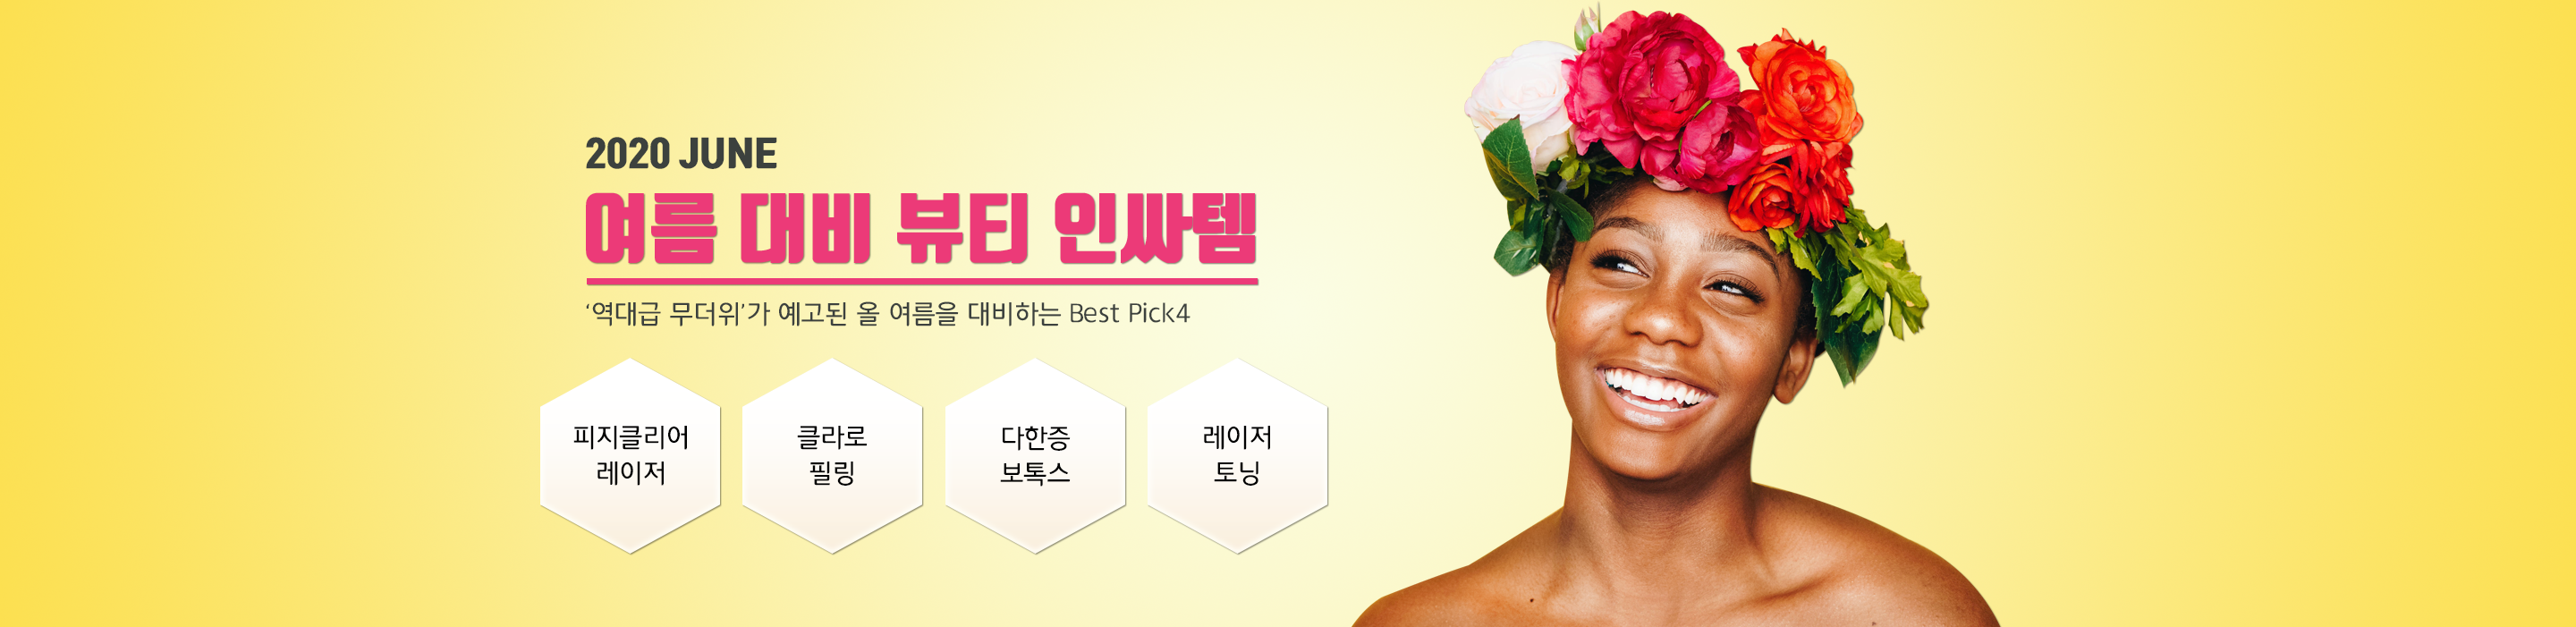 2020 JUNE
여름 대비 뷰티 인싸템
‘역대급 무더위’가 예고된 올 여름을 대비하는 Best Pick4
피지클리어
레이저
클라로
필링
다한증
보톡스
레이저
토닝